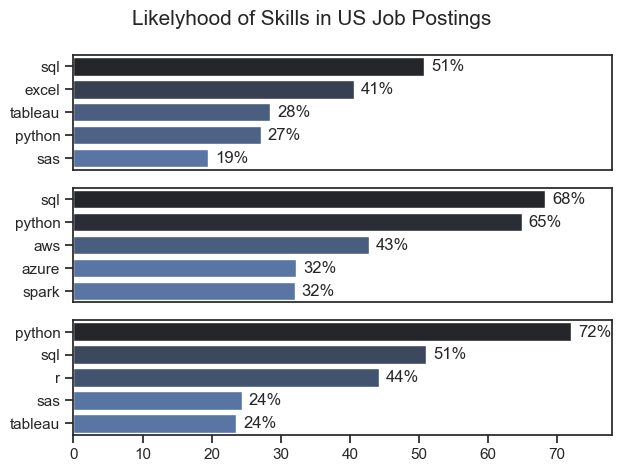 Likelyhood of Skills in US Job Postings
sql 51%
excel 41%
tableau 28%
python 27%
sas 19%
sql 68%
python 65%
aws 43%
azure 32%
spark 32%
python 72%
sql 51%
r 44%
sas 24%
tableau 24%
0 10 20 30 40 50 60 70